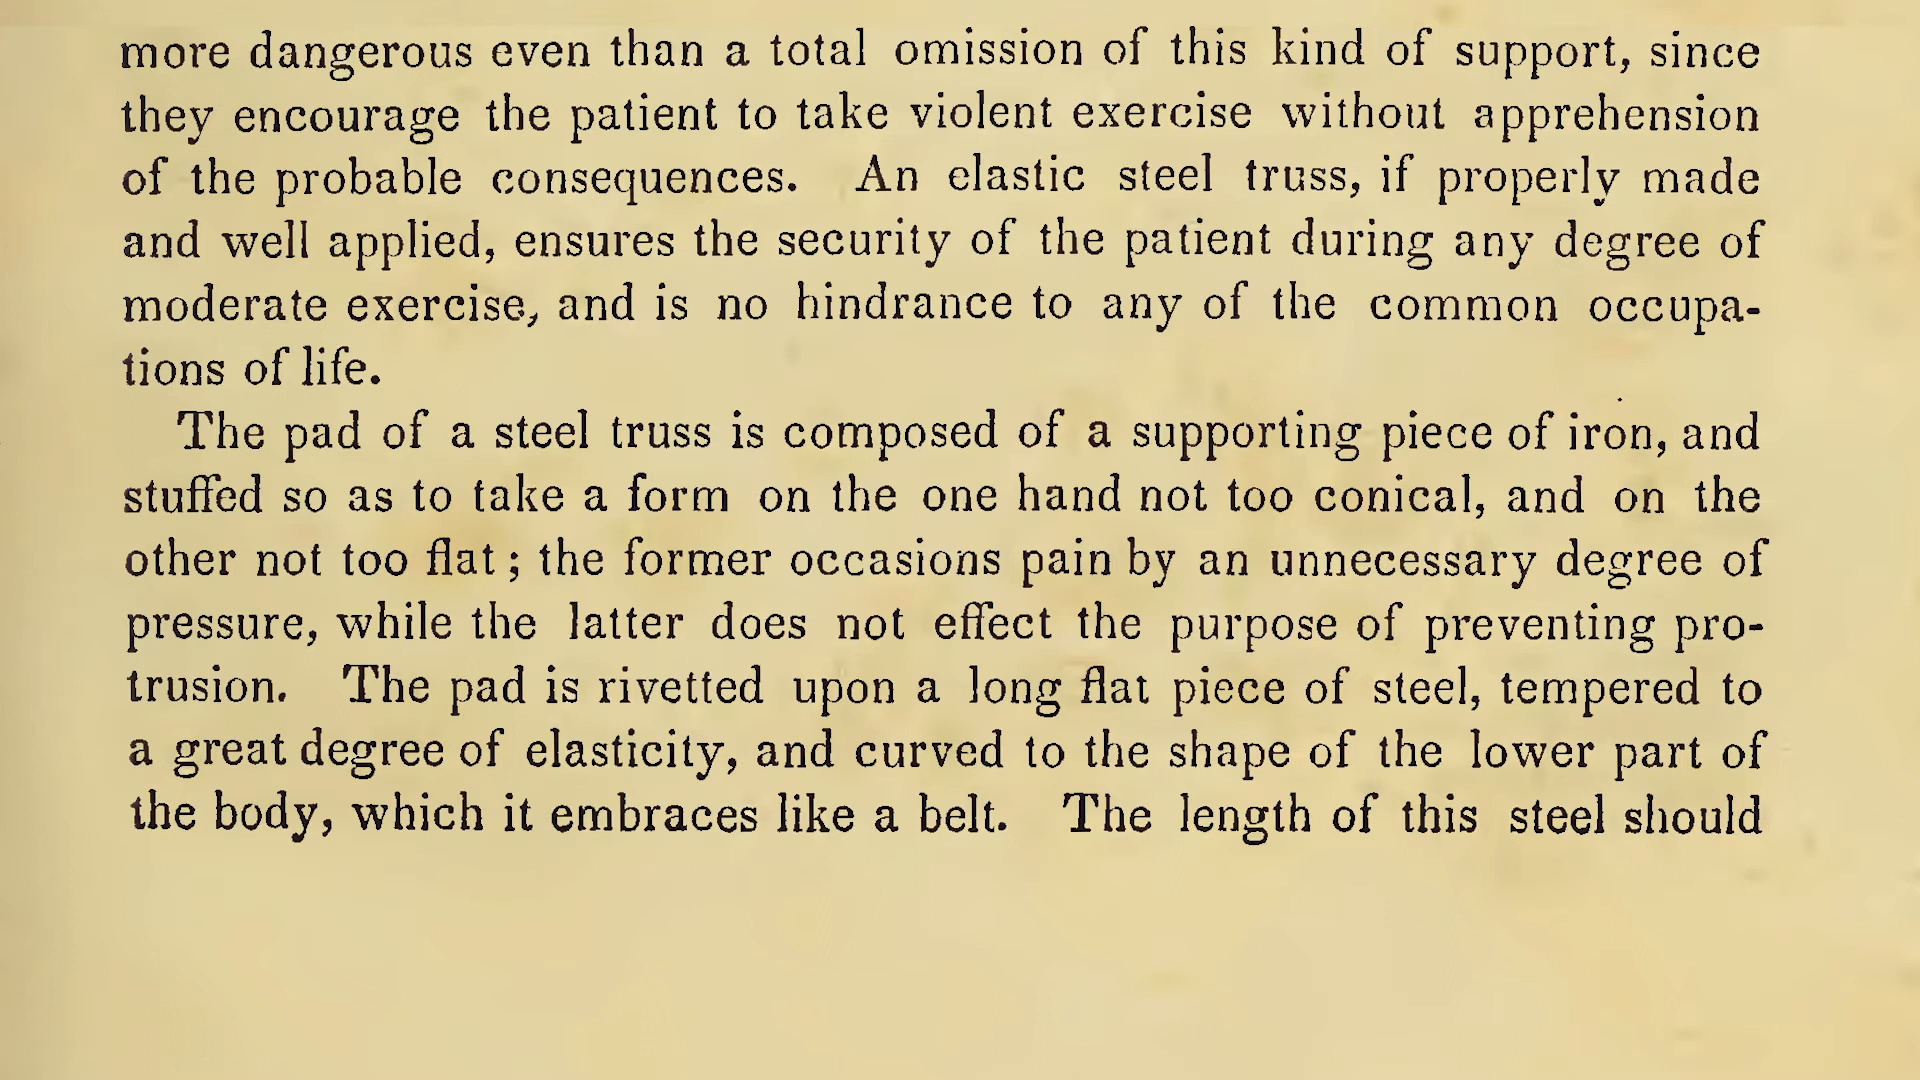 more dangerous even than a total omission of this kind of support, since
they encourage the patient to take violent exercise without apprehension
of the probable consequences. An elastic steel truss, if properly made
and well applied, ensures the security of the patient during any degree of
moderate exercise, and is no hindrance to any of the common occupa-
tions of life.
The pad of a steel truss is composed of a supporting piece of iron, and
stuffed so as to take a form on the one hand not too conical, and on the
other not too flat ; the former occasions pain by an unnecessary degree of
pressure, while the latter does not effect the purpose of preventing pro-
trusion. The pad is rivetted upon a long flat piece of steel, tempered to
a great degree of elasticity, and curved to the shape of the lower part of
the body, which it embraces like a belt. The length of this steel should